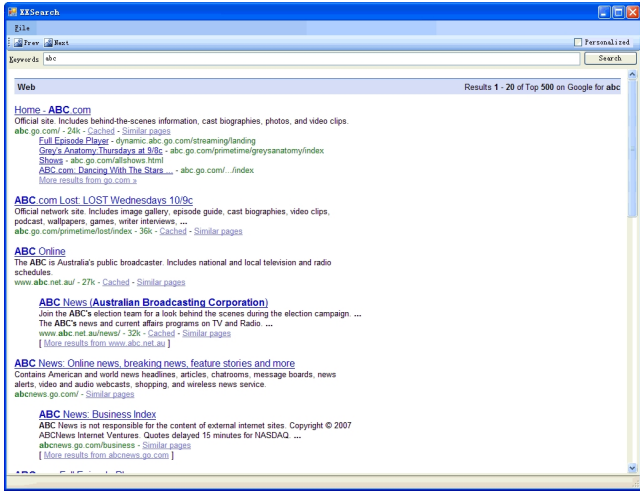 XXSearch
File
Prev Next Personalized
Keywords abc Search
Web Results 1 - 20 of Top 500 on Google for abc
Home - ABC.com
Official site. Includes behind-the-scenes information, cast biographies, photos, and video clips.
abc.go.com/ - 24k - Cached - Similar pages
Full Episode Player - dynamic.abc.go.com/streaming/landing
Grey's Anatomy:Thursdays at 9/8c - abc.go.com/primetime/greysanatomy/index
Shows - abc.go.com/allshows.html
ABC.com: Dancing With The Stars ... - abc.go.com/.../index
More results from go.com »
ABC.com Lost: LOST Wednesdays 10/9c
Official network site. Includes image gallery, episode guide, cast biographies, video clips,
podcast, wallpapers, games, writer interviews, ...
abc.go.com/primetime/lost/index - 36k - Cached - Similar pages
ABC Online
The ABC is Australia's public broadcaster. Includes national and local television and radio
schedules.
www.abc.net.au/ - 27k - Cached - Similar pages
ABC News (Australian Broadcasting Corporation)
Join the ABC's election team for a look behind the scenes during the election campaign. ...
The ABC's news and current affairs programs on TV and Radio. ...
www.abc.net.au/news/ - 32k - Cached - Similar pages
[ More results from www.abc.net.au ]
ABC News: Online news, breaking news, feature stories and more
Contains American and world news headlines, articles, chatrooms, message boards, news
alerts, video and audio webcasts, shopping, and wireless news service.
abcnews.go.com/ - Similar pages
ABC News: Business Index
ABC News is not responsible for the content of external internet sites. Copyright © 2007
ABCNews Internet Ventures. Quotes delayed 15 minutes for NASDAQ. ...
abcnews.go.com/business - Similar pages
[ More results from abcnews.go.com ]